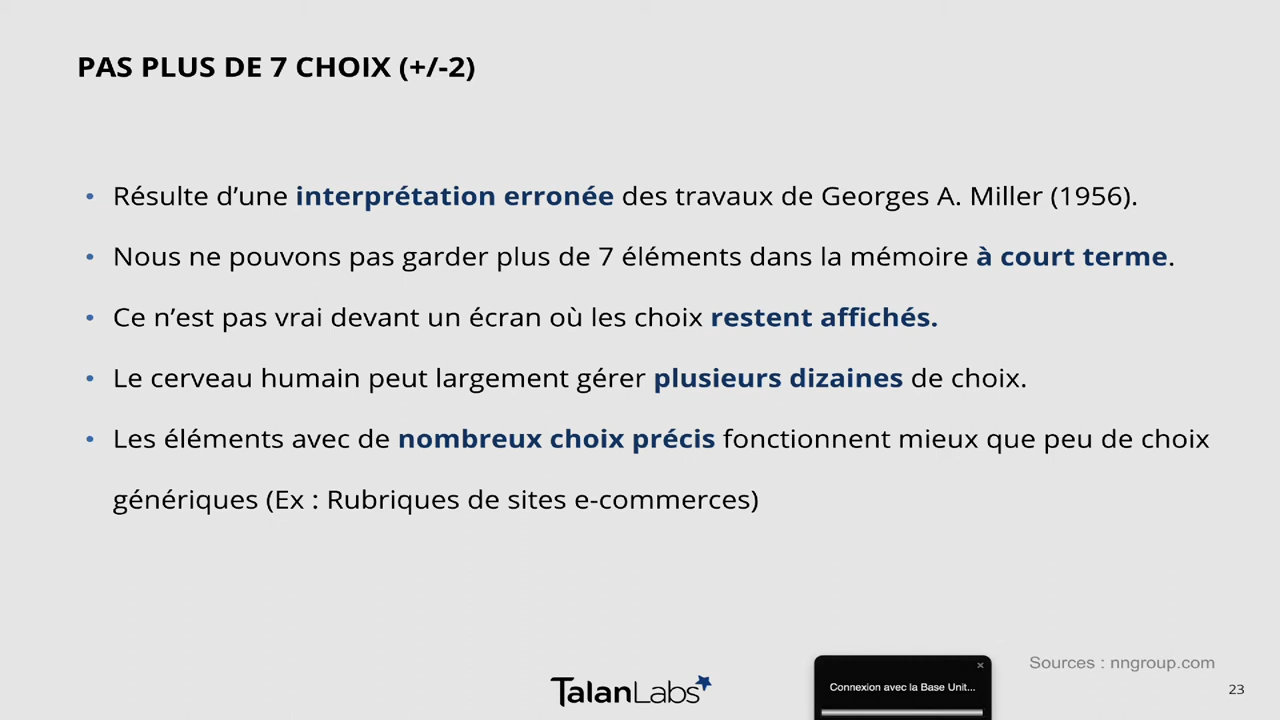 PAS PLUS DE 7 CHOIX (+/-2)
• Résulte d’une interprétation erronée des travaux de Georges A. Miller (1956).
• Nous ne pouvons pas garder plus de 7 éléments dans la mémoire à court terme.
• Ce n’est pas vrai devant un écran où les choix restent affichés.
• Le cerveau humain peut largement gérer plusieurs dizaines de choix.
• Les éléments avec de nombreux choix précis fonctionnent mieux que peu de choix
génériques (Ex : Rubriques de sites e-commerces)
Sources : nngroup.com
Connexion avec la Base Unit...
TalanLabs
23